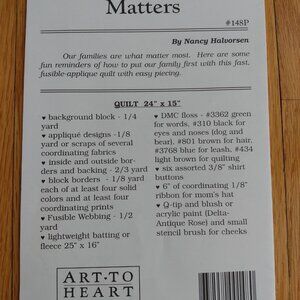 Matters
#148P
By Nancy Halvorsen
Our families are what matter most. Here are some
fun reminders of how to put our family first with this fast,
fusible-applique quilt with easy piecing.
QUILT 24" x 15"
♥ background block - 1/4
yard
♥ appliqué designs -1/8
yard or scraps of several
coordinating fabrics
♥ inside and outside bor-
ders and backing - 2/3 yard
♥ block borders - 1/8 yard
each of at least four solid
colors and at least four
coordinating prints
♥ Fusible Webbing - 1/2
yard
♥ lightweight batting or
fleece 25" x 16"
♥ DMC floss - #3362 green
for words, #310 black for
eyes and noses (dog and
bear), #801 brown for hair,
#3768 blue for leash, #434
light brown for quilting
♥ six assorted 3/8" shirt
buttons
♥ 6" of coordinating 1/8"
ribbon for mom's hat
♥ Q-tip and blush or
acrylic paint (Delta-
Antique Rose) and small
stencil brush for cheeks
ART·TO
HEART